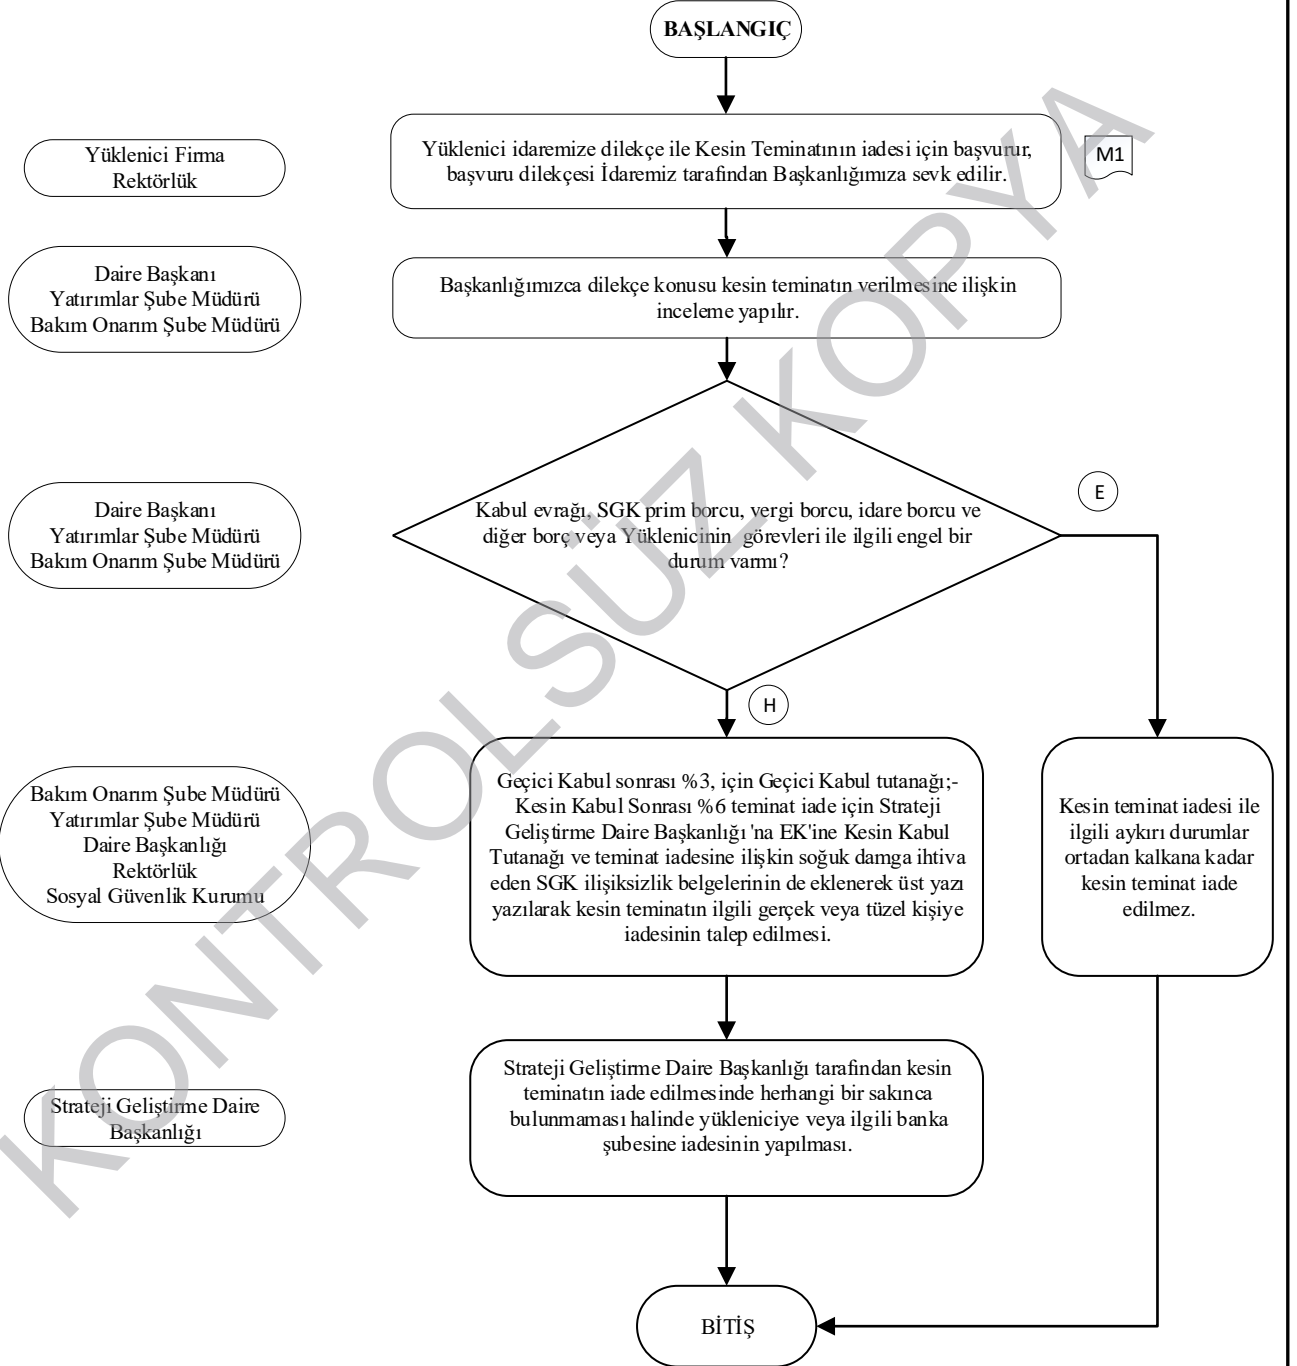 BAŞLANGIÇ
Yüklenici Firma
Rektörlük
Yüklenici idaremize dilekçe ile Kesin Teminatının iadesi için başvurur,
başvuru dilekçesi İdaremiz tarafından Başkanlığımıza sevk edilir.
M1
Daire Başkanı
Yatırımlar Şube Müdürü
Bakım Onarım Şube Müdürü
Başkanlığımızca dilekçe konusu kesin teminatın verilmesine ilişkin
inceleme yapılır.
Daire Başkanı
Yatırımlar Şube Müdürü
Bakım Onarım Şube Müdürü
Kabul evrağı, SGK prim borcu, vergi borcu, idare borcu ve
diğer borç veya Yüklenicinin görevleri ile ilgili engel bir
durum varmı?
E
H
Bakım Onarım Şube Müdürü
Yatırımlar Şube Müdürü
Daire Başkanlığı
Rektörlük
Sosyal Güvenlik Kurumu
Geçici Kabul sonrası %3, için Geçici Kabul tutanağı;-
Kesin Kabul Sonrası %6 teminat iade için Strateji
Geliştirme Daire Başkanlığı'na EK'ine Kesin Kabul
Tutanağı ve teminat iadesine ilişkin soğuk damga ihtiva
eden SGK ilişiksizlik belgelerinin de eklenerek üst yazı
yazılarak kesin teminatın ilgili gerçek veya tüzel kişiye
iadesinin talep edilmesi.
Kesin teminat iadesi ile
ilgili aykırı durumlar
ortadan kalkana kadar
kesin teminat iade
edilmez.
Strateji Geliştirme Daire
Başkanlığı
Strateji Geliştirme Daire Başkanlığı tarafından kesin
teminatın iade edilmesinde herhangi bir sakınca
bulunmaması halinde yükleniciye veya ilgili banka
şubesine iadesinin yapılması.
BİTİŞ
KONTROLSÜZ KOPYA